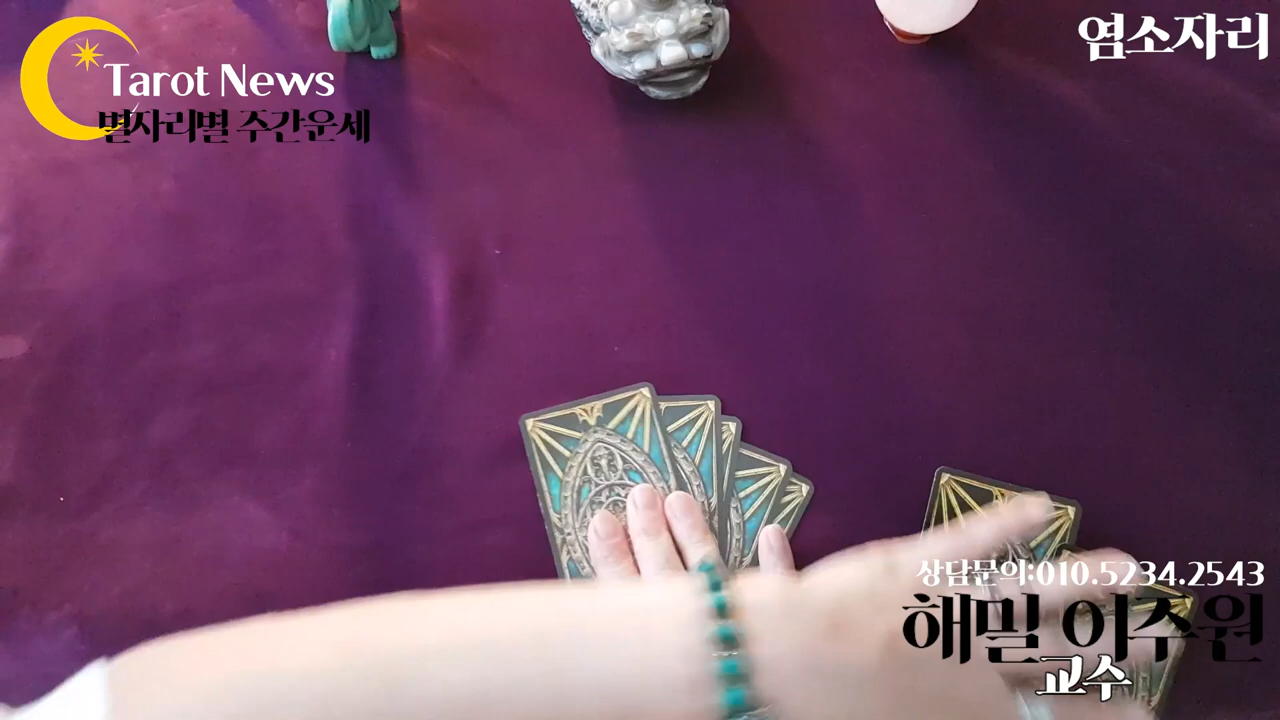 염소자리
Tarot News
별자리별 주간운세
상담문의:010.5234.2543
해밀 이주원
교수